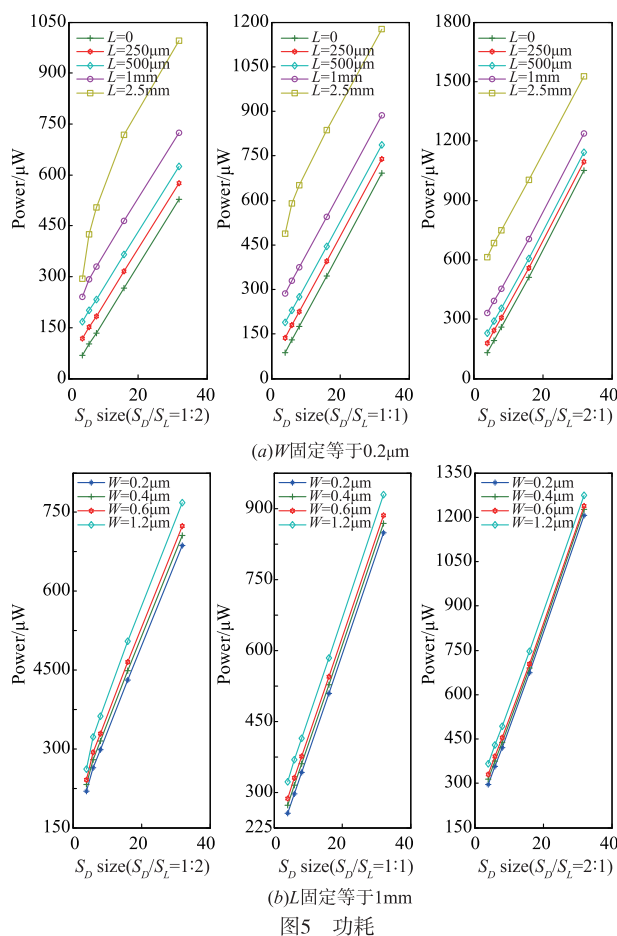 1050
900
750
600
450
300
150
0
Power/μW
L=0
L=250μm
L=500μm
L=1mm
L=2.5mm
0 20 40
S_D size(S_D/S_L=1:2)
1200
900
750
450
300
150
0
Power/μW
L=0
L=250μm
L=500μm
L=1mm
L=2.5mm
0 20 40
S_D size(S_D/S_L=1:1)
1800
1500
1200
600
300
0
Power/μW
L=0
L=250μm
L=500μm
L=1mm
L=2.5mm
0 20 40
S_D size(S_D/S_L=2:1)
(a)W固定等于0.2μm
750
4500
300
150
Power/μW
W=0.2μm
W=0.4μm
W=0.6μm
W=1.2μm
0 20 40
S_D size(S_D/S_L=1:2)
900
750
600
450
300
225
Power/μW
W=0.2μm
W=0.4μm
W=0.6μm
W=1.2μm
0 20 40
S_D size(S_D/S_L=1:1)
1350
1200
900
750
600
450
300
150
Power/μW
W=0.2μm
W=0.4μm
W=0.6μm
W=1.2μm
0 20 40
S_D size(S_D/S_L=2:1)
(b)L固定等于1mm
图5 功耗